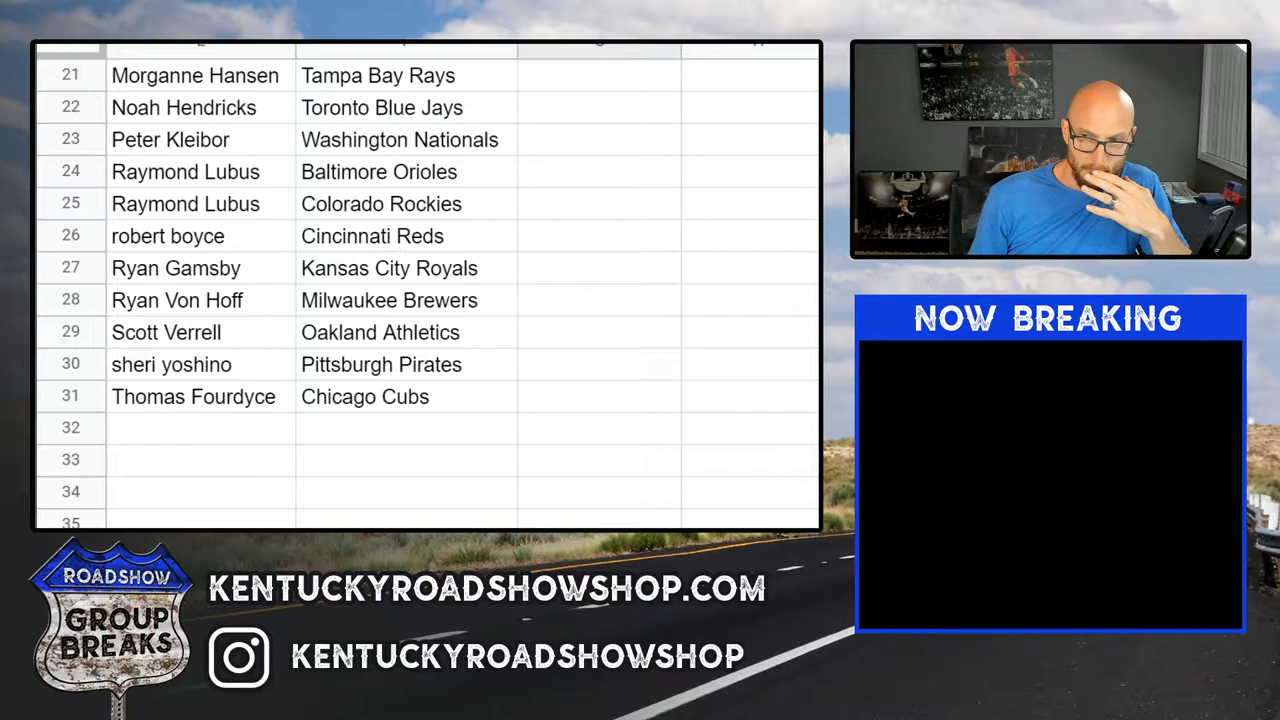 21 Morganne Hansen Tampa Bay Rays
22 Noah Hendricks Toronto Blue Jays
23 Peter Kleibor Washington Nationals
24 Raymond Lubus Baltimore Orioles
25 Raymond Lubus Colorado Rockies
26 robert boyce Cincinnati Reds
27 Ryan Gamsby Kansas City Royals
28 Ryan Von Hoff Milwaukee Brewers
29 Scott Verrell Oakland Athletics
30 sheri yoshino Pittsburgh Pirates
31 Thomas Fourdyce Chicago Cubs
32
33
34
35
NOW BREAKING
ROADSHOW
GROUP
BREAKS
KENTUCKYROADSHOWSHOP.COM
KENTUCKYROADSHOWSHOP